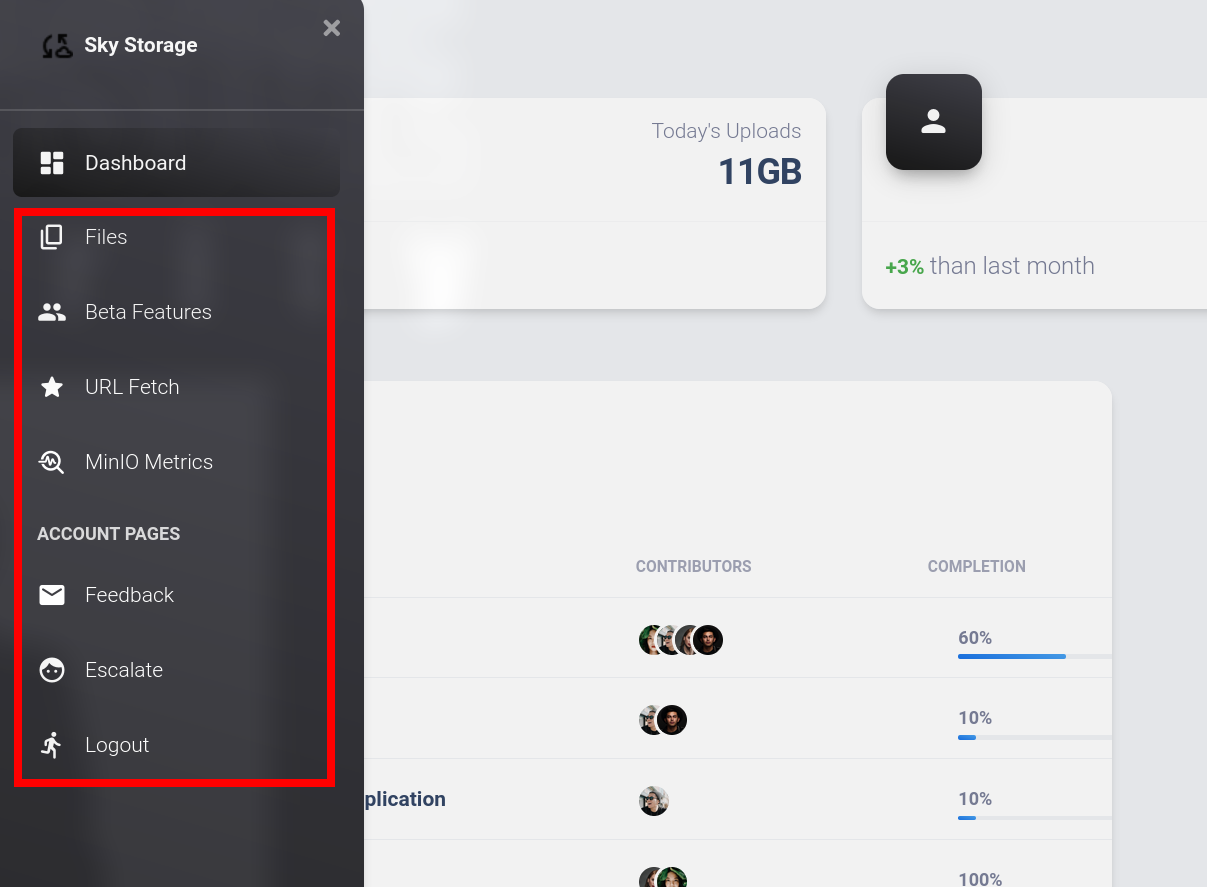 Sky Storage
Dashboard
Files
Beta Features
URL Fetch
MinIO Metrics
ACCOUNT PAGES
Feedback
Escalate
Logout
Today's Uploads
11GB
+3% than last month
CONTRIBUTORS COMPLETION
60%
10%
plication 10%
100%